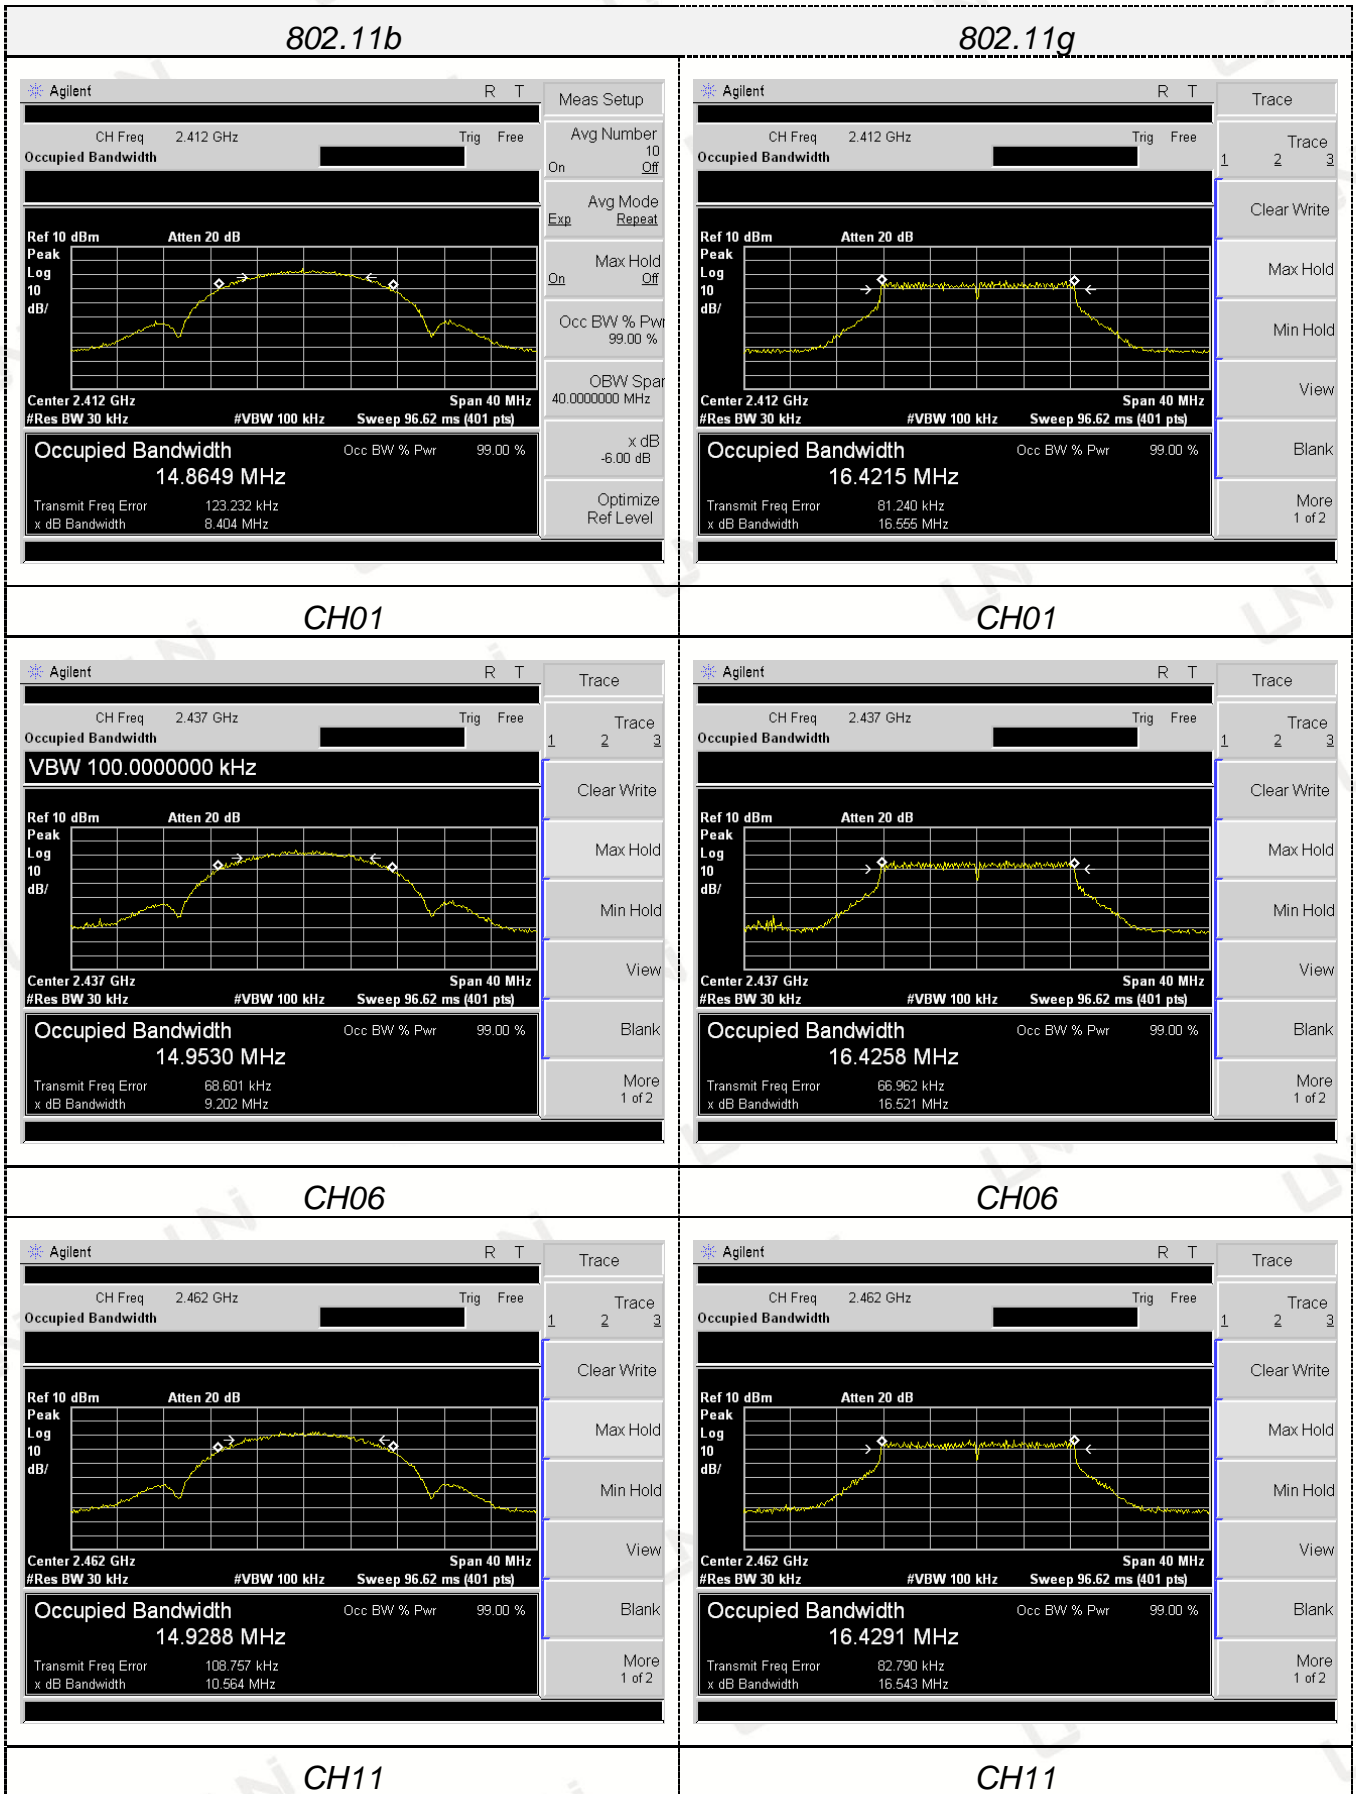 802.11b 802.11g
Agilent R T Meas Setup
CH Freq 2.412 GHz Trig Free
Occupied Bandwidth
Avg Number
10
On Off
Avg Mode
Exp Repeat
Max Hold
On Off
Occ BW % Pwr
99.00 %
OBW Span
40.0000000 MHz
x dB
-6.00 dB
Optimize
Ref Level
Ref 10 dBm Atten 20 dB
Peak
Log
10
dB/
Center 2.412 GHz Span 40 MHz
#Res BW 30 kHz #VBW 100 kHz Sweep 96.62 ms (401 pts)
Occupied Bandwidth Occ BW % Pwr 99.00 %
14.8649 MHz
Transmit Freq Error 123.232 kHz
x dB Bandwidth 8.404 MHz
Agilent R T Trace
CH Freq 2.412 GHz Trig Free
Occupied Bandwidth
Trace
1 2 3
Clear Write
Max Hold
Min Hold
View
Blank
More
1 of 2
Ref 10 dBm Atten 20 dB
Peak
Log
10
dB/
Center 2.412 GHz Span 40 MHz
#Res BW 30 kHz #VBW 100 kHz Sweep 96.62 ms (401 pts)
Occupied Bandwidth Occ BW % Pwr 99.00 %
16.4215 MHz
Transmit Freq Error 81.240 kHz
x dB Bandwidth 16.555 MHz
CH01 CH01
Agilent R T Trace
CH Freq 2.437 GHz Trig Free
Occupied Bandwidth
VBW 100.0000000 kHz
Trace
1 2 3
Clear Write
Max Hold
Min Hold
View
Blank
More
1 of 2
Ref 10 dBm Atten 20 dB
Peak
Log
10
dB/
Center 2.437 GHz Span 40 MHz
#Res BW 30 kHz #VBW 100 kHz Sweep 96.62 ms (401 pts)
Occupied Bandwidth Occ BW % Pwr 99.00 %
14.9530 MHz
Transmit Freq Error 68.601 kHz
x dB Bandwidth 9.202 MHz
Agilent R T Trace
CH Freq 2.437 GHz Trig Free
Occupied Bandwidth
Trace
1 2 3
Clear Write
Max Hold
Min Hold
View
Blank
More
1 of 2
Ref 10 dBm Atten 20 dB
Peak
Log
10
dB/
Center 2.437 GHz Span 40 MHz
#Res BW 30 kHz #VBW 100 kHz Sweep 96.62 ms (401 pts)
Occupied Bandwidth Occ BW % Pwr 99.00 %
16.4258 MHz
Transmit Freq Error 66.962 kHz
x dB Bandwidth 16.521 MHz
CH06 CH06
Agilent R T Trace
CH Freq 2.462 GHz Trig Free
Occupied Bandwidth
Trace
1 2 3
Clear Write
Max Hold
Min Hold
View
Blank
More
1 of 2
Ref 10 dBm Atten 20 dB
Peak
Log
10
dB/
Center 2.462 GHz Span 40 MHz
#Res BW 30 kHz #VBW 100 kHz Sweep 96.62 ms (401 pts)
Occupied Bandwidth Occ BW % Pwr 99.00 %
14.9288 MHz
Transmit Freq Error 108.757 kHz
x dB Bandwidth 10.564 MHz
Agilent R T Trace
CH Freq 2.462 GHz Trig Free
Occupied Bandwidth
Trace
1 2 3
Clear Write
Max Hold
Min Hold
View
Blank
More
1 of 2
Ref 10 dBm Atten 20 dB
Peak
Log
10
dB/
Center 2.462 GHz Span 40 MHz
#Res BW 30 kHz #VBW 100 kHz Sweep 96.62 ms (401 pts)
Occupied Bandwidth Occ BW % Pwr 99.00 %
16.4291 MHz
Transmit Freq Error 82.790 kHz
x dB Bandwidth 16.543 MHz
CH11 CH11